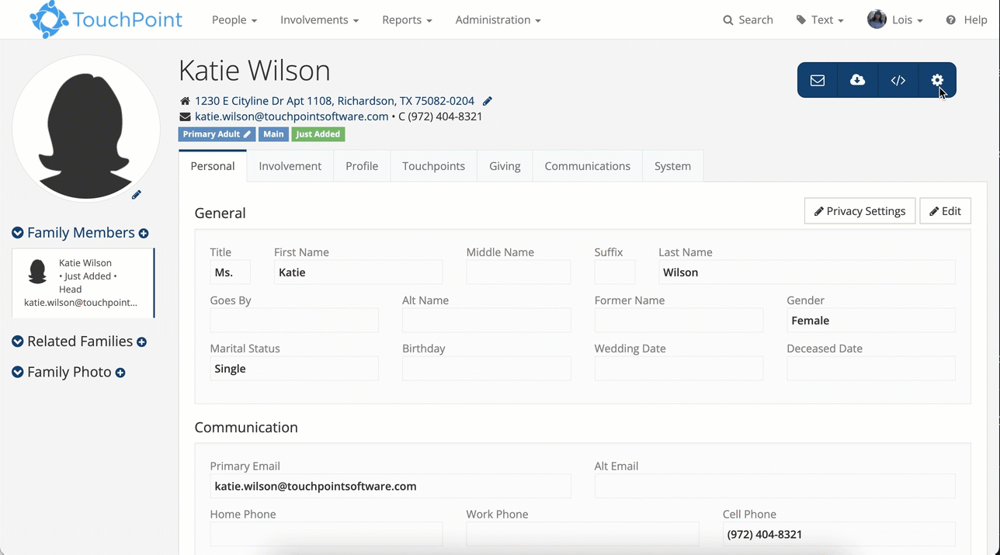 TouchPoint People Involvements Reports Administration Search Text Lois Help
Katie Wilson
1230 E Cityline Dr Apt 1108, Richardson, TX 75082-0204
katie.wilson@touchpointsoftware.com • C (972) 404-8321
Primary Adult Main Just Added
Personal Involvement Profile Touchpoints Giving Communications System
Family Members
Katie Wilson
• Just Added •
Head
katie.wilson@touchpoint...
Related Families
Family Photo
General Privacy Settings Edit
Title First Name Middle Name Suffix Last Name
Ms. Katie Wilson
Goes By Alt Name Former Name Gender
Female
Marital Status Birthday Wedding Date Deceased Date
Single
Communication
Primary Email Alt Email
katie.wilson@touchpointsoftware.com
Home Phone Work Phone Cell Phone
(972) 404-8321